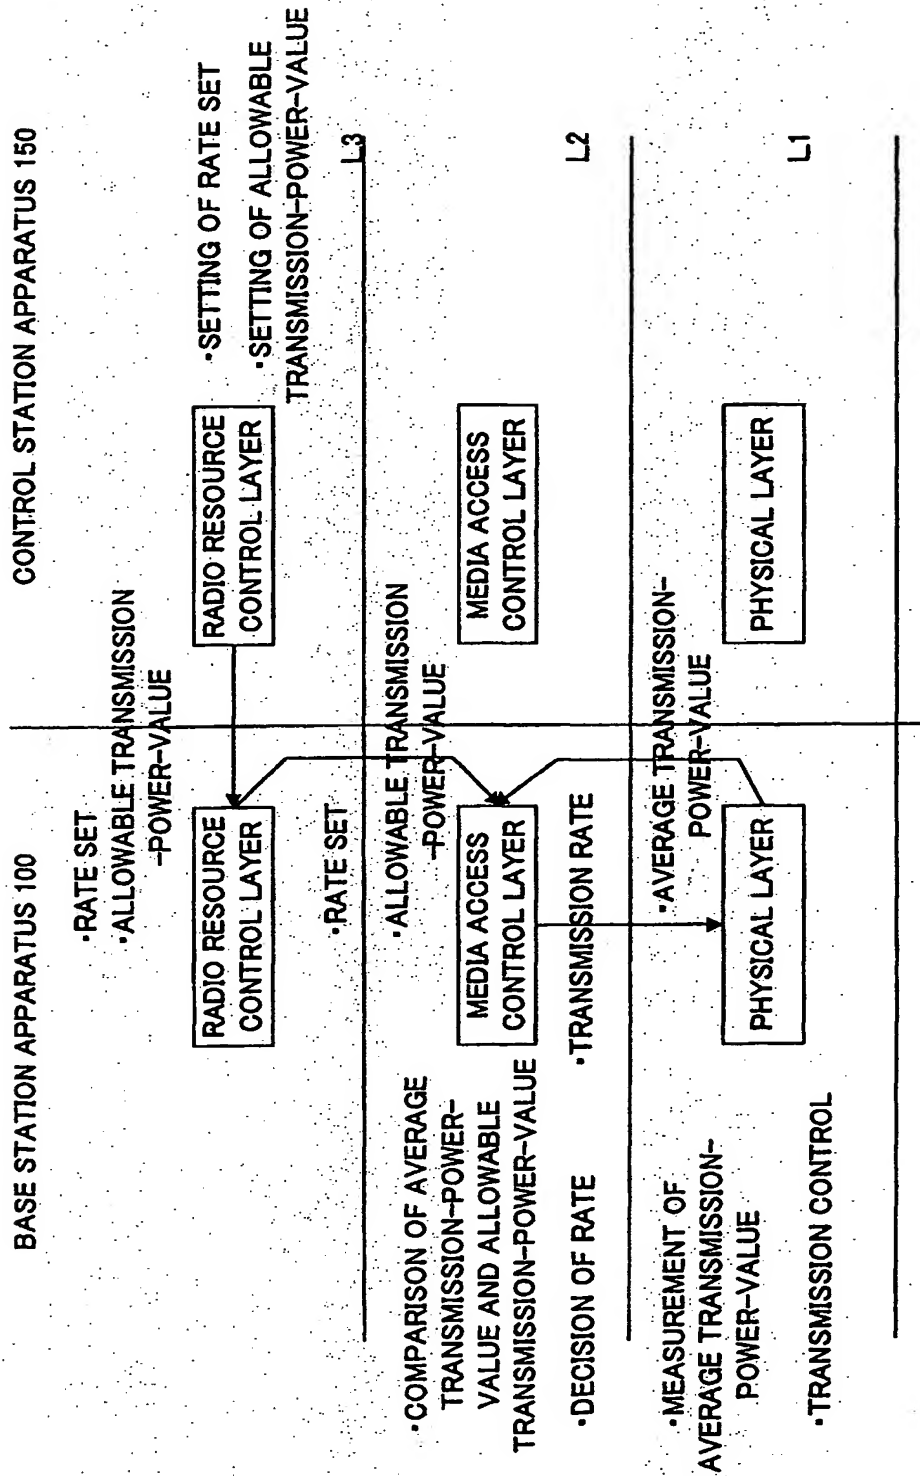 BASE STATION APPARATUS 100
CONTROL STATION APPARATUS 150
·RATE SET
·ALLOWABLE TRANSMISSION
-POWER-VALUE
RADIO RESOURCE
CONTROL LAYER
RADIO RESOURCE
CONTROL LAYER
·SETTING OF RATE SET
·SETTING OF ALLOWABLE
TRANSMISSION-POWER-VALUE
L3
·RATE SET
·ALLOWABLE TRANSMISSION
-POWER-VALUE
·COMPARISON OF AVERAGE
TRANSMISSION-POWER-
VALUE AND ALLOWABLE
TRANSMISSION-POWER-VALUE
·DECISION OF RATE
MEDIA ACCESS
CONTROL LAYER
MEDIA ACCESS
CONTROL LAYER
·TRANSMISSION RATE
L2
·AVERAGE TRANSMISSION-
POWER-VALUE
·MEASUREMENT OF
AVERAGE TRANSMISSION-
POWER-VALUE
·TRANSMISSION CONTROL
PHYSICAL LAYER
PHYSICAL LAYER
L1